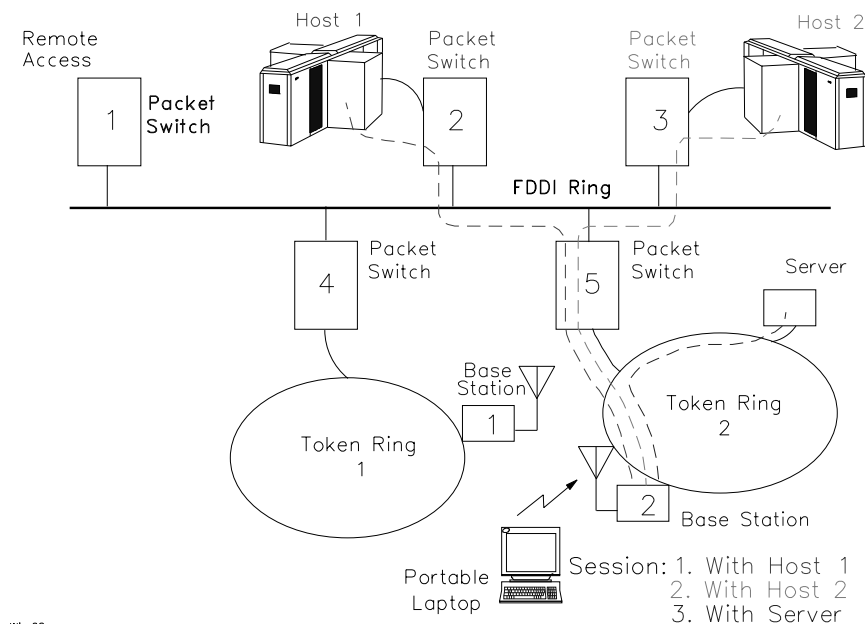 Remote
Access
Host 1
Packet
Switch
Packet
Switch
Host 2
1
Packet
Switch
2
3
FDDI Ring
4
Packet
Switch
5
Packet
Switch
Server
Base
Station
1
Token Ring
1
Token Ring
2
2
Base Station
Portable
Laptop
Session: 1. With Host 1
2. With Host 2
3. With Server